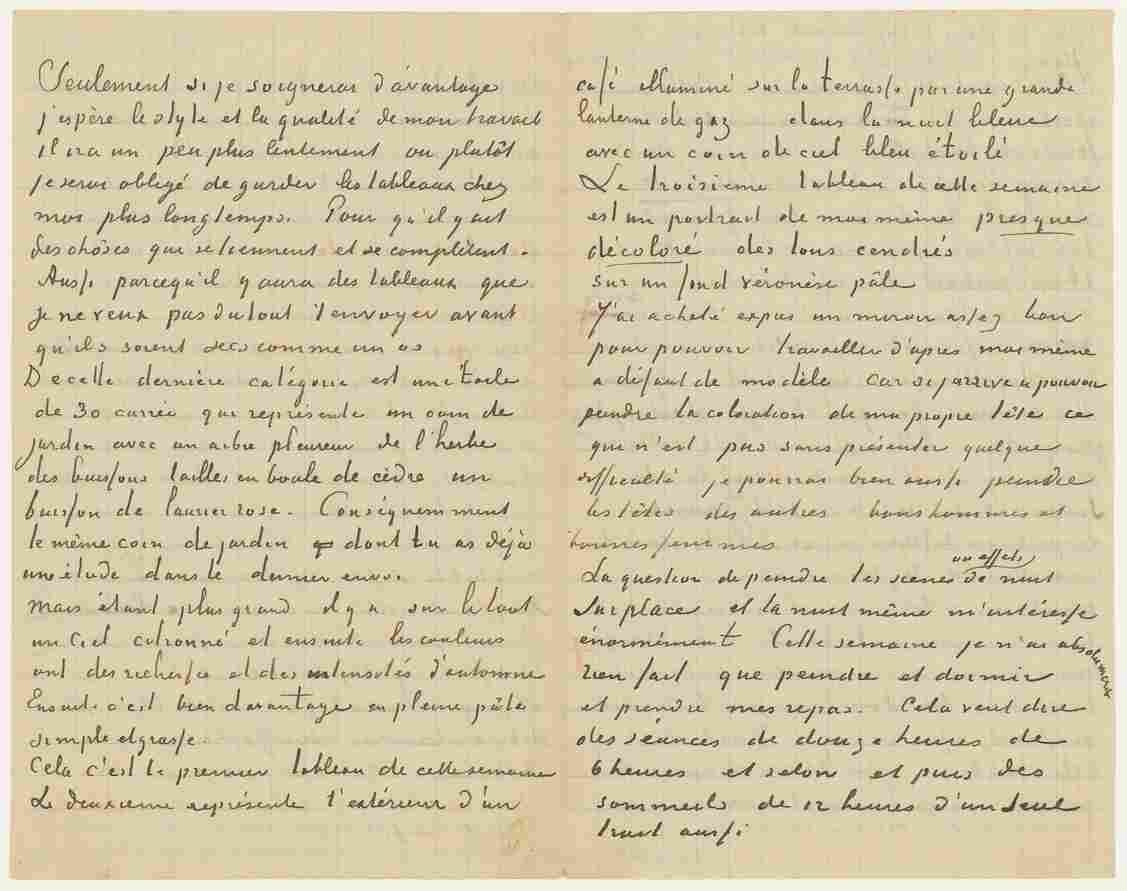 Seulement si je soignerai d'avantage
j'espère le style et la qualité de mon travail
il ira un peu plus lentement ou plutôt
je serai obligé de garder les tableaux chez
moi plus longtemps. Pour qu'il y ait
des choses qui se tiennent et se complètent.
Aussi parcequ'il y aura des tableaux que
je ne veux pas du tout t'envoyer avant
qu'ils soient secs comme un os
De cette dernière catégorie est une toile
de 30 carrée qui représente un coin de
jardin avec un arbre pleureur de l'herbe
des buissons taillés en boule de cèdre un
buisson de laurier rose. Conséquemment
le même coin de jardin dont tu as déjà
une étude dans le dernier envoi.
Mais étant plus grand il y a sur le tout
un ciel citronné et ensuite les couleurs
ont des richesse et des intensités d'automne
Ensuite c'est bien davantage en pleine pâte
simple et grasse.
Cela c'est le premier tableau de cette semaine
Le deuxieme représente l'extérieur d'un
café illuminé sur la terrasse par une grande
lanterne de gaz dans la nuit bleue
avec un coin de ciel bleu étoilé
Le troisieme tableau de cette semaine
est un portrait de moi même presque
décoloré des tons cendrés
sur un fond véronèse pâle
J'ai acheté expas un miroir assez bon
pour pouvoir travailler d'apres moi même
a défaut de modèle car si j'arrive a pouvoir
peindre la coloration de ma propre tête ce
qui n'est pas sans présenter quelque
difficulté je pourrai bien aussi peindre
les têtes des autres bonshommes et
bonnes femmes
La question de peindre les scènes ou effets de nuit
sur place et la nuit même m'intéresse
énormément Cette semaine je n'ai absolument
rien fait que peindre et dormir
et prendre mes repas. Cela veut dire
des séances de douze heures de
6 heures et selon et puis des
sommeils de 12 heures d'un seul
trait aussi